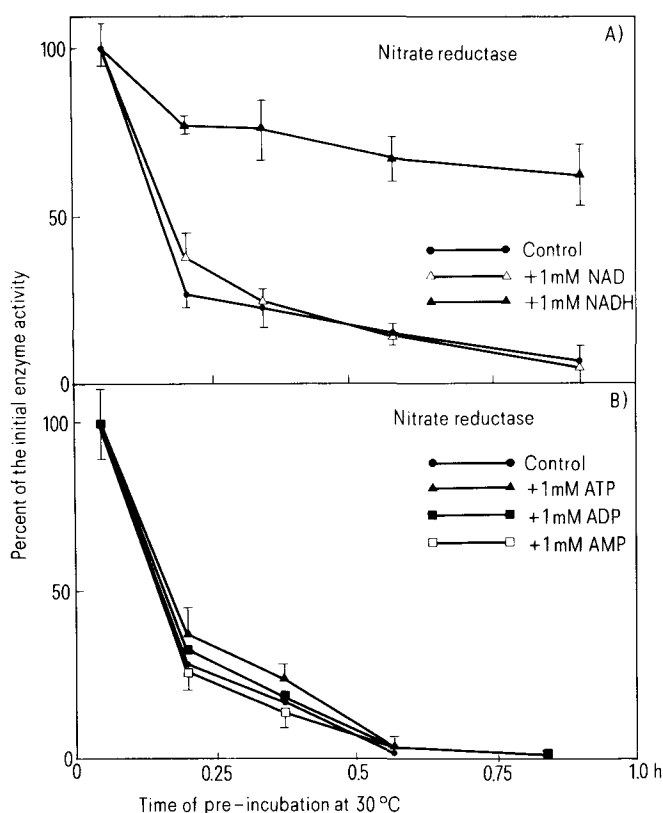 A)
Nitrate reductase
100
50
0
Control
+1mM NAD
+1mM NADH
B)
Nitrate reductase
100
50
0
Control
+1mM ATP
+1mM ADP
+1mM AMP
Percent of the initial enzyme activity
0 0.25 0.5 0.75 1.0 h
Time of pre-incubation at 30 °C